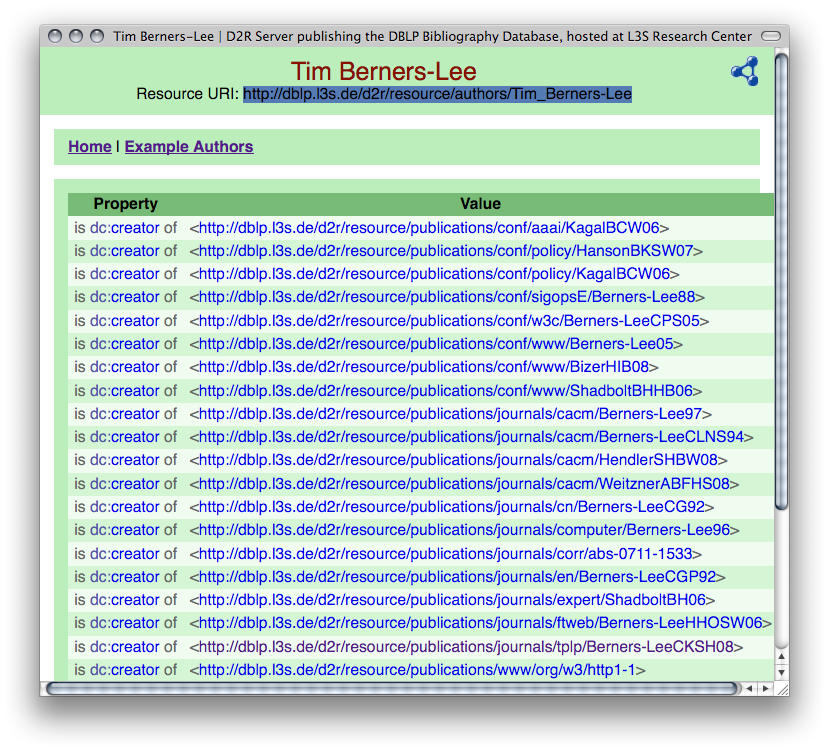 Tim Berners-Lee | D2R Server publishing the DBLP Bibliography Database, hosted at L3S Research Center
Tim Berners-Lee
Resource URI: http://dblp.l3s.de/d2r/resource/authors/Tim_Berners-Lee
Home | Example Authors
Property Value
is dc:creator of <http://dblp.l3s.de/d2r/resource/publications/conf/aaai/KagalBCW06>
is dc:creator of <http://dblp.l3s.de/d2r/resource/publications/conf/policy/HansonBKSW07>
is dc:creator of <http://dblp.l3s.de/d2r/resource/publications/conf/policy/KagalBCW06>
is dc:creator of <http://dblp.l3s.de/d2r/resource/publications/conf/sigopsE/Berners-Lee88>
is dc:creator of <http://dblp.l3s.de/d2r/resource/publications/conf/w3c/Berners-LeeCPS05>
is dc:creator of <http://dblp.l3s.de/d2r/resource/publications/conf/www/Berners-Lee05>
is dc:creator of <http://dblp.l3s.de/d2r/resource/publications/conf/www/BizerHIB08>
is dc:creator of <http://dblp.l3s.de/d2r/resource/publications/conf/www/ShadboltBHHB06>
is dc:creator of <http://dblp.l3s.de/d2r/resource/publications/journals/cacm/Berners-Lee97>
is dc:creator of <http://dblp.l3s.de/d2r/resource/publications/journals/cacm/Berners-LeeCLNS94>
is dc:creator of <http://dblp.l3s.de/d2r/resource/publications/journals/cacm/HendlerSHBW08>
is dc:creator of <http://dblp.l3s.de/d2r/resource/publications/journals/cacm/WeitznerABFHS08>
is dc:creator of <http://dblp.l3s.de/d2r/resource/publications/journals/cn/Berners-LeeCG92>
is dc:creator of <http://dblp.l3s.de/d2r/resource/publications/journals/computer/Berners-Lee96>
is dc:creator of <http://dblp.l3s.de/d2r/resource/publications/journals/corr/abs-0711-1533>
is dc:creator of <http://dblp.l3s.de/d2r/resource/publications/journals/en/Berners-LeeCGP92>
is dc:creator of <http://dblp.l3s.de/d2r/resource/publications/journals/expert/ShadboltBH06>
is dc:creator of <http://dblp.l3s.de/d2r/resource/publications/journals/ftweb/Berners-LeeHHOSW06>
is dc:creator of <http://dblp.l3s.de/d2r/resource/publications/journals/tplp/Berners-LeeCKSH08>
is dc:creator of <http://dblp.l3s.de/d2r/resource/publications/www/org/w3/http1-1>